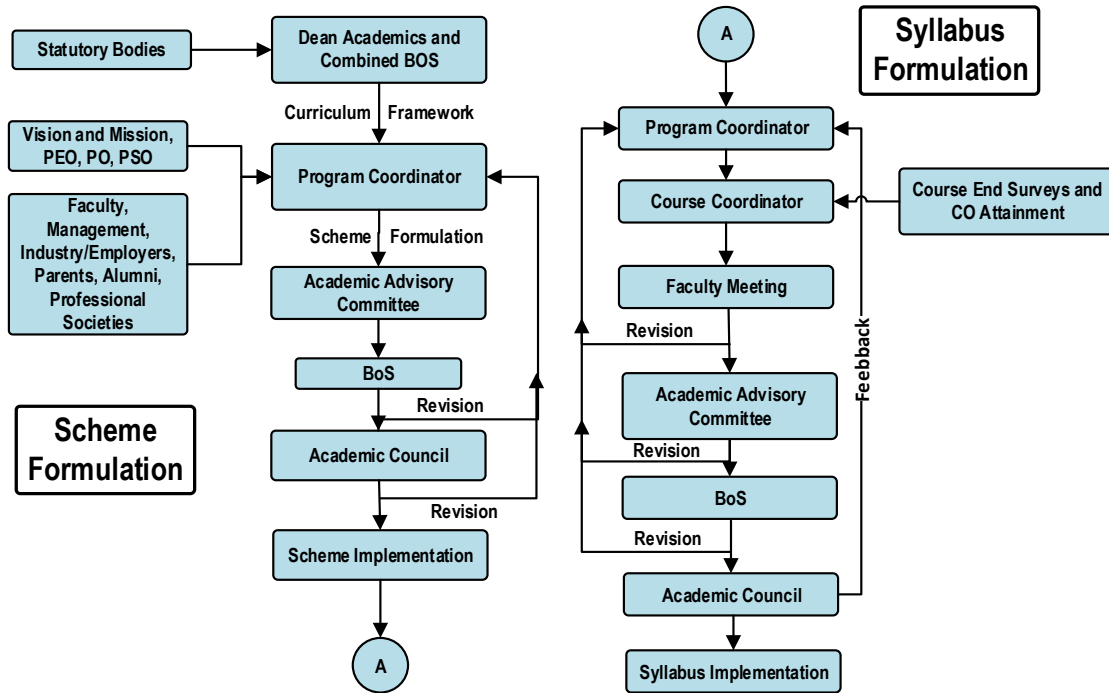 Statutory Bodies
Dean Academics and
Combined BOS
Curriculum Framework
Vision and Mission,
PEO, PO, PSO
Program Coordinator
Faculty,
Management,
Industry/Employers,
Parents, Alumni,
Professional
Societies
Scheme Formulation
Academic Advisory
Committee
BoS
Revision
Scheme
Formulation
Academic Council
Revision
Scheme Implementation
A
A
Syllabus
Formulation
Program Coordinator
Course Coordinator
Course End Surveys and
CO Attainment
Faculty Meeting
Revision
Feebback
Academic Advisory
Committee
Revision
BoS
Revision
Academic Council
Syllabus Implementation